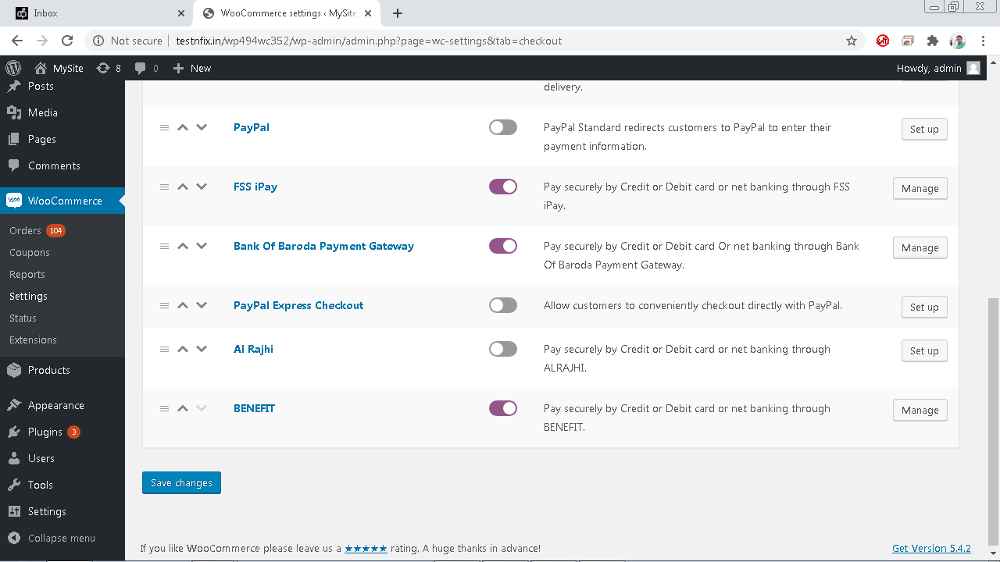 Inbox
WooCommerce settings ‹ MySite
Not secure
testnfix.in/wp494wc352/wp-admin/admin.php?page=wc-settings&tab=checkout
MySite
8
0
New
Howdy, admin
Posts
Media
Pages
Comments
WooCommerce
Orders 104
Coupons
Reports
Settings
Status
Extensions
Products
Appearance
Plugins 3
Users
Tools
Settings
Collapse menu
delivery.
PayPal
PayPal Standard redirects customers to PayPal to enter their
payment information.
Set up
FSS iPay
Pay securely by Credit or Debit card or net banking through FSS
iPay.
Manage
Bank Of Baroda Payment Gateway
Pay securely by Credit or Debit card Or net banking through Bank
Of Baroda Payment Gateway.
Manage
PayPal Express Checkout
Allow customers to conveniently checkout directly with PayPal.
Set up
Al Rajhi
Pay securely by Credit or Debit card or net banking through
ALRAJHI.
Set up
BENEFIT
Pay securely by Credit or Debit card or net banking through
BENEFIT.
Manage
Save changes
If you like WooCommerce please leave us a ★★★★★ rating. A huge thanks in advance!
Get Version 5.4.2